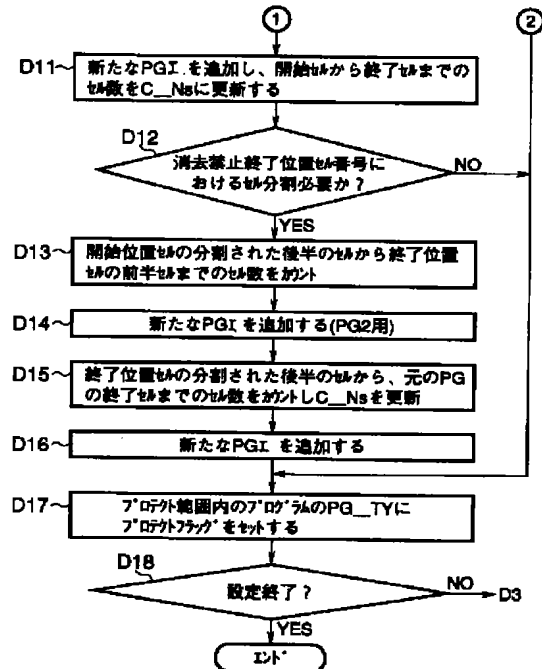 1
2
D11
新たなPGI.を追加し、開始ｾﾙから終了ｾﾙまでの
ｾﾙ数をC__Nsに更新する
D12
消去禁止終了位置ｾﾙ番号に
おけるｾﾙ分割必要か?
NO
YES
D13
開始位置ｾﾙの分割された後半のｾﾙから終了位置
ｾﾙの前半ｾﾙまでのｾﾙ数をｶｳﾝﾄ
D14
新たなPGIを追加する(PG2用)
D15
終了位置ｾﾙの分割された後半のｾﾙから、元のPG
の終了ｾﾙまでのｾﾙ数をｶｳﾝﾄしC__Nsを更新
D16
新たなPGI を追加する
D17
ﾌﾟﾛﾃｸﾄ範囲内のﾌﾟﾛｸﾞﾗﾑのPG__TYに
ﾌﾟﾛﾃｸﾄﾌﾗｯｸﾞをｾｯﾄする
D18
設定終了?
NO
D3
YES
ｴﾝﾄﾞ